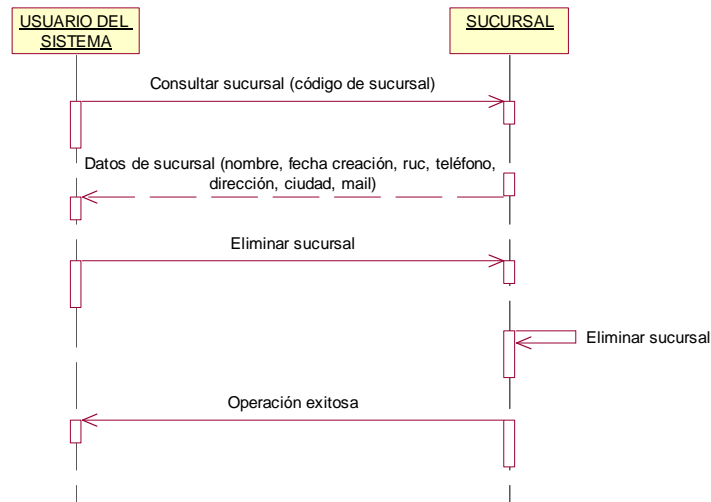 USUARIO DEL
SISTEMA
SUCURSAL
Consultar sucursal (código de sucursal)
Datos de sucursal (nombre, fecha creación, ruc, teléfono,
dirección, ciudad, mail)
Eliminar sucursal
Eliminar sucursal
Operación exitosa